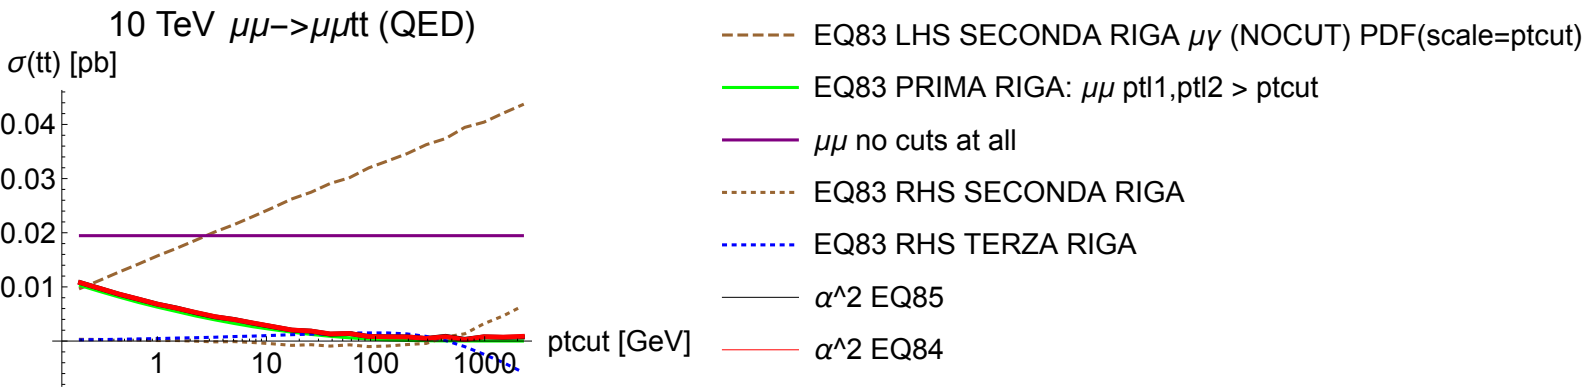 10 TeV μμ−>μμtt (QED)
σ(tt) [pb]
0.04
0.03
0.02
0.01
1
10
100
1000
ptcut [GeV]
EQ83 LHS SECONDA RIGA μγ (NOCUT) PDF(scale=ptcut)
EQ83 PRIMA RIGA: μμ ptl1,ptl2 > ptcut
μμ no cuts at all
EQ83 RHS SECONDA RIGA
EQ83 RHS TERZA RIGA
α^2 EQ85
α^2 EQ84